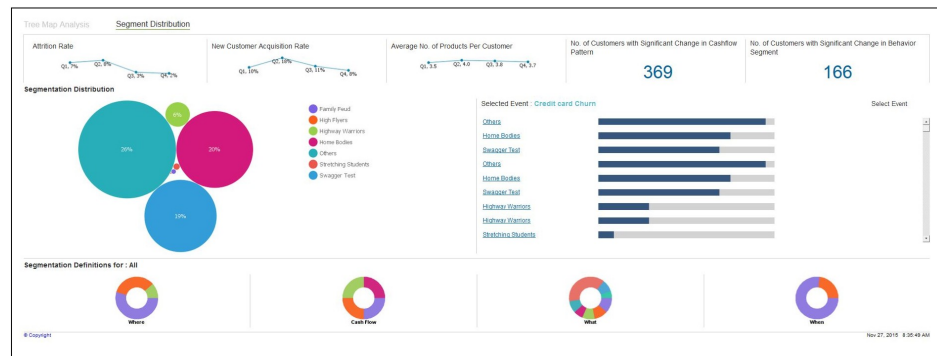 Tree Map Analysis Segment Distribution
Attrition Rate
Q1, 7%
Q2, 8%
Q3, 3%
Q4, 2%
New Customer Acquisition Rate
Q1, 10%
Q2, 18%
Q3, 11%
Q4, 8%
Average No. of Products Per Customer
Q1, 3.5
Q2, 4.0
Q3, 3.8
Q4, 3.7
No. of Customers with Significant Change in Cashflow
Pattern
369
No. of Customers with Significant Change in Behavior
Segment
166
Segmentation Distribution
6%
26%
20%
19%
Family Feud
High Flyers
Highway Warriors
Home Bodies
Others
Stretching Students
Swagger Test
Selected Event : Credit card Churn Select Event
Others
Home Bodies
Swagger Test
Others
Home Bodies
Swagger Test
Highway Warriors
Highway Warriors
Stretching Students
Segmentation Definitions for : All
Where
Cash Flow
What
When
© Copyright Nov 27, 2015 8:35:49 AM